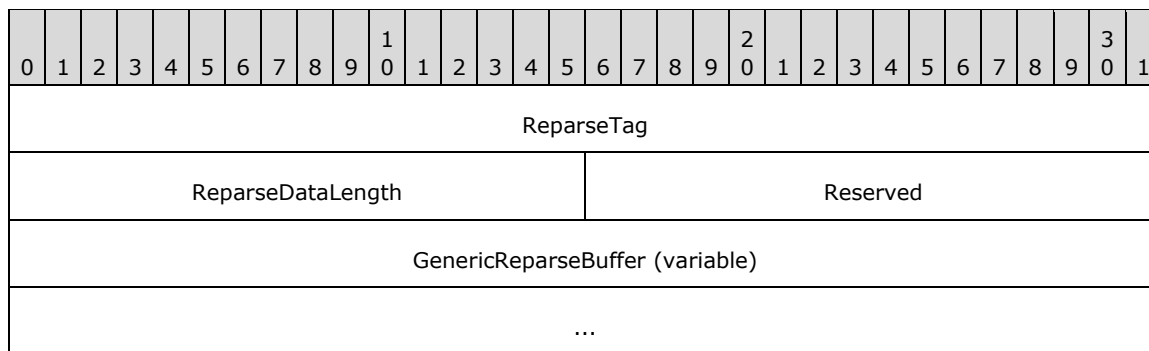 1 2 3
0 1 2 3 4 5 6 7 8 9 0 1 2 3 4 5 6 7 8 9 0 1 2 3 4 5 6 7 8 9 0 1
ReparseTag
ReparseDataLength Reserved
GenericReparseBuffer (variable)
...